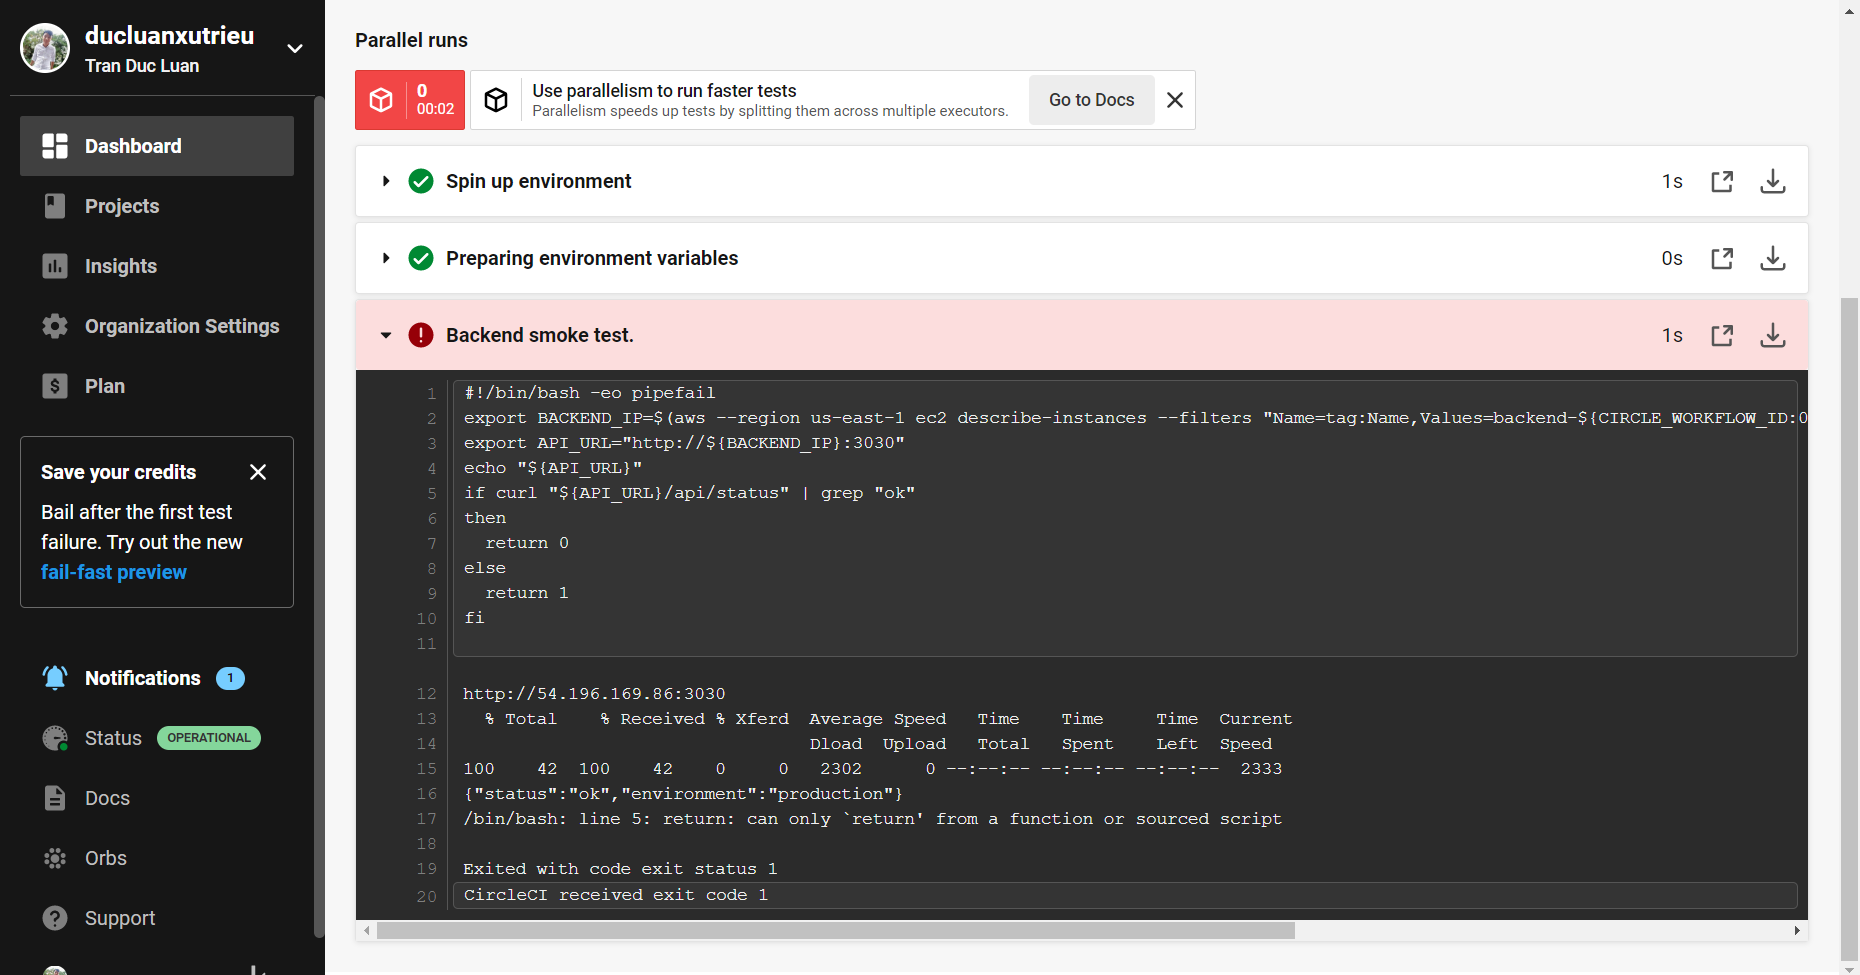 ducluanxutrieu
Tran Duc Luan
Dashboard
Projects
Insights
Organization Settings
Plan
Save your credits
Bail after the first test
failure. Try out the new
fail-fast preview
Notifications 1
Status OPERATIONAL
Docs
Orbs
Support
Parallel runs
0
00:02
Use parallelism to run faster tests
Parallelism speeds up tests by splitting them across multiple executors.
Go to Docs
Spin up environment 1s
Preparing environment variables 0s
Backend smoke test. 1s
1 #!/bin/bash -eo pipefail
2 export BACKEND_IP=$(aws --region us-east-1 ec2 describe-instances --filters "Name=tag:Name,Values=backend-${CIRCLE_WORKFLOW_ID:0
3 export API_URL="http://${BACKEND_IP}:3030"
4 echo "${API_URL}"
5 if curl "${API_URL}/api/status" | grep "ok"
6 then
7 return 0
8 else
9 return 1
10 fi
11
12 http://54.196.169.86:3030
13 % Total % Received % Xferd Average Speed Time Time Time Current
14 Dload Upload Total Spent Left Speed
15 100 42 100 42 0 0 2302 0 --:--:-- --:--:-- --:--:-- 2333
16 {"status":"ok","environment":"production"}
17 /bin/bash: line 5: return: can only `return' from a function or sourced script
18
19 Exited with code exit status 1
20 CircleCI received exit code 1